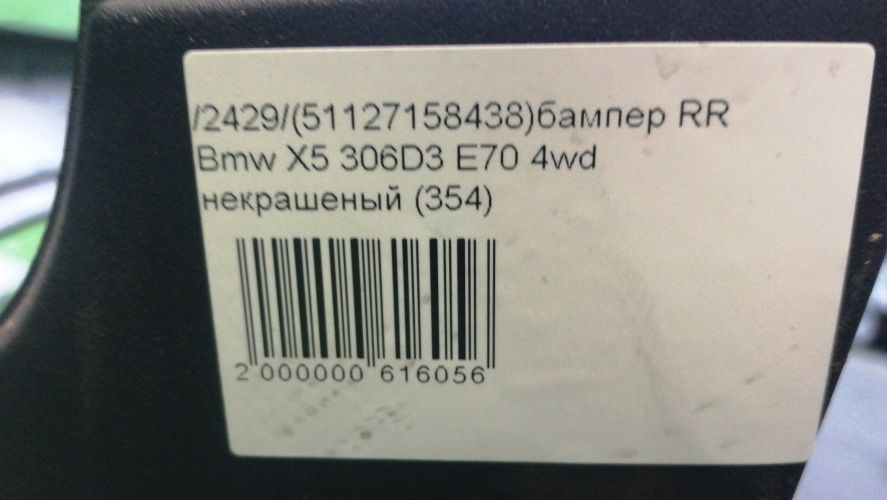 /2429/(51127158438)бампер RR
Bmw X5 306D3 E70 4wd
некрашеный (354)
2 000000 616056